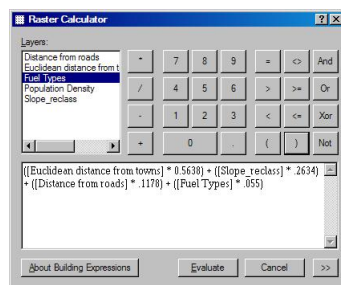 Raster Calculator
Layers:
Distance from roads
Euclidean distance from t
Fuel Types
Population Density
Slope_reclass
* 7 8 9 = <> And
/ 4 5 6 > >= Or
- 1 2 3 < <= Xor
+ 0 . ( ) Not
([Euclidean distance from towns] * 0.5638) + ([Slope_reclass] * .2634)
+ ([Distance from roads] * .1178) + ([Fuel Types] * .055)
About Building Expressions Evaluate Cancel >>